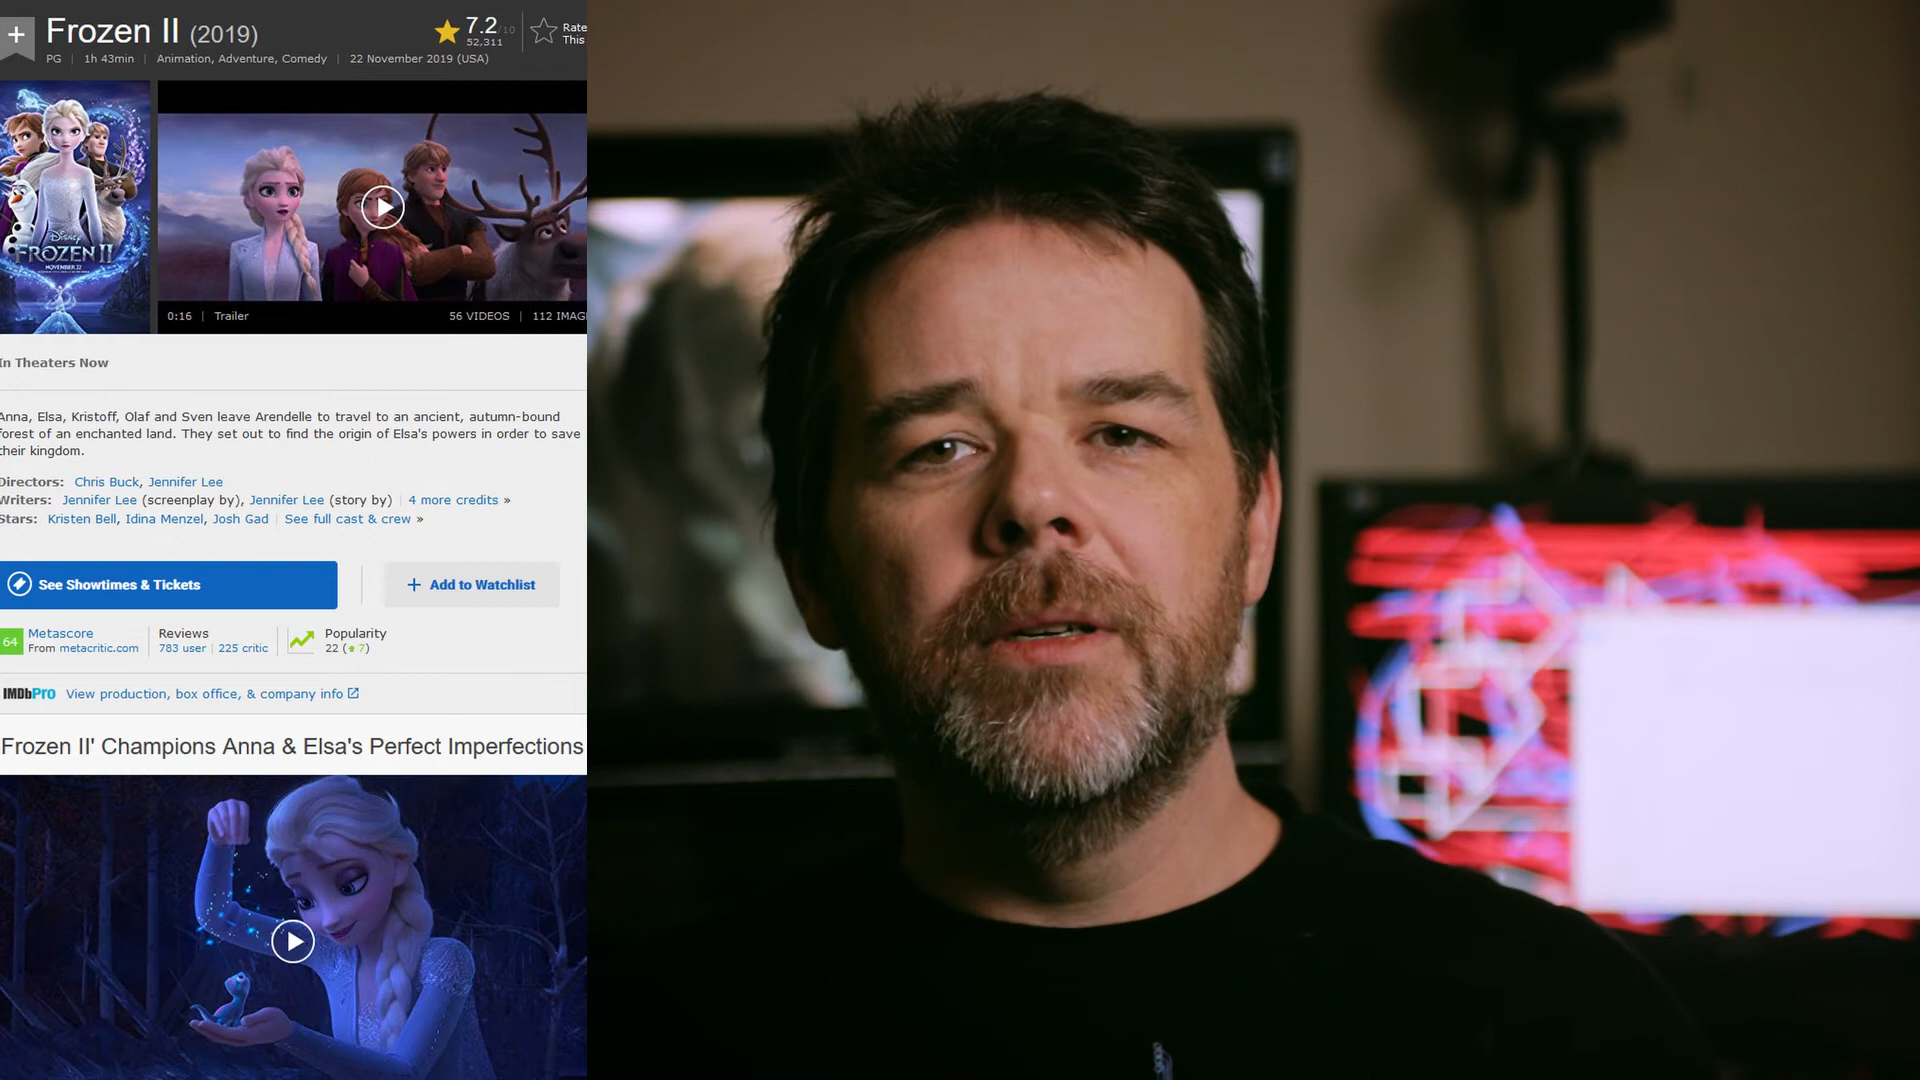 + Frozen II (2019)
7.2/10
52,311
Rate
This
PG | 1h 43min | Animation, Adventure, Comedy | 22 November 2019 (USA)
DISNEY
FROZEN II
NOVEMBER 22
0:16 | Trailer
56 VIDEOS | 112 IMAG
In Theaters Now
Anna, Elsa, Kristoff, Olaf and Sven leave Arendelle to travel to an ancient, autumn-bound
forest of an enchanted land. They set out to find the origin of Elsa's powers in order to save
their kingdom.
Directors: Chris Buck, Jennifer Lee
Writers: Jennifer Lee (screenplay by), Jennifer Lee (story by) | 4 more credits »
Stars: Kristen Bell, Idina Menzel, Josh Gad | See full cast & crew »
See Showtimes & Tickets
+ Add to Watchlist
64
Metascore
From metacritic.com
Reviews
783 user | 225 critic
Popularity
22 (7)
IMDbPro View production, box office, & company info
Frozen II' Champions Anna & Elsa's Perfect Imperfections